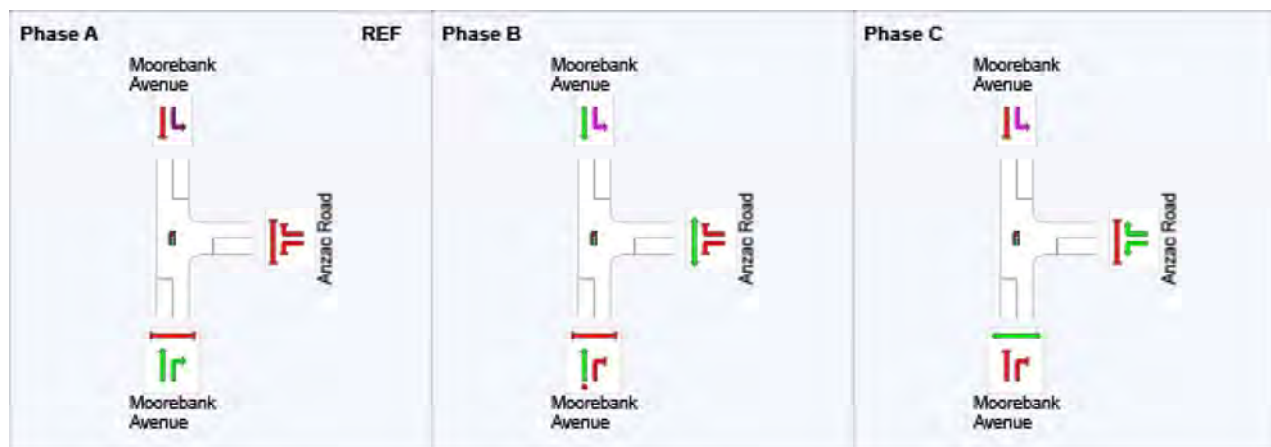 Phase A
REF
Moorebank
Avenue
Anzac Road
Moorebank
Avenue
Phase B
Moorebank
Avenue
Anzac Road
Moorebank
Avenue
Phase C
Moorebank
Avenue
Anzac Road
Moorebank
Avenue